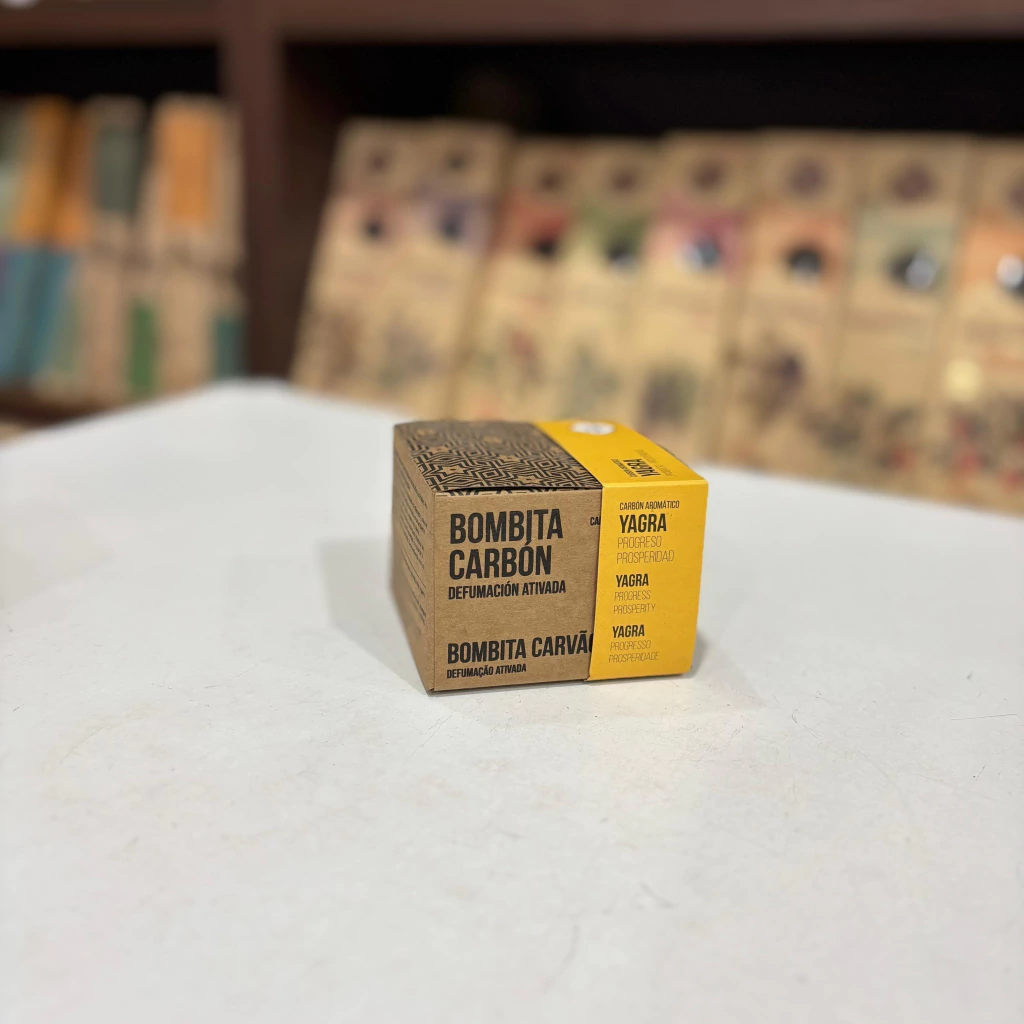 BOMBITA
CARBÓN
DEFUMACIÓN ATIVADA
BOMBITA CARVÃO
DEFUMAÇÃO ATIVADA
CARBÓN AROMÁTICO
YAGRA
PROGRESO
PROSPERIDAD
YAGRA
PROGRESS
PROSPERITY
YAGRA
PROGRESSO
PROSPERIDADE
YAGRA